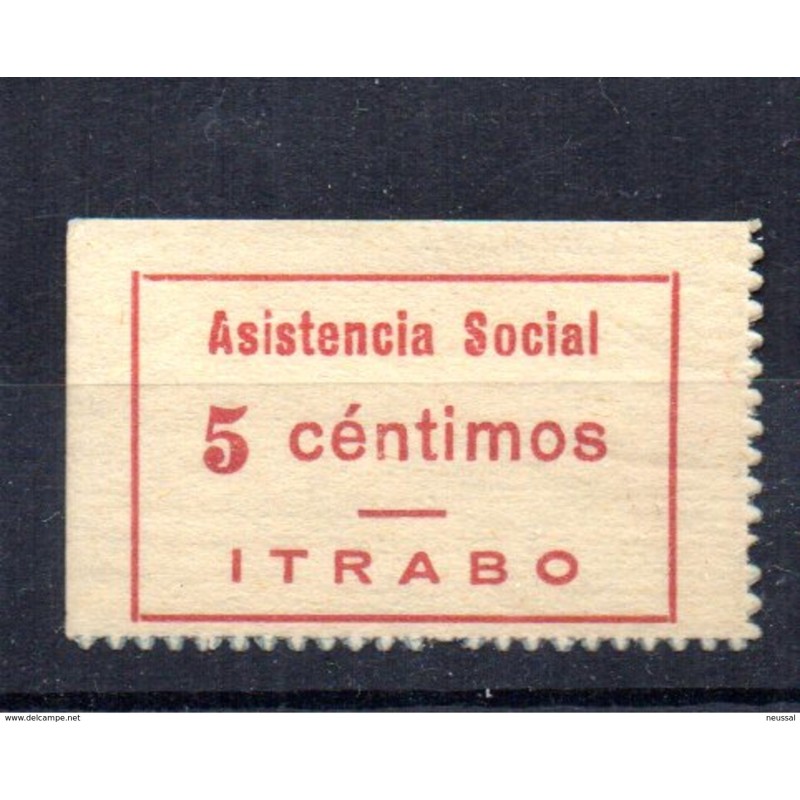 Asistencia Social
5 céntimos
ITRABO
www.delcampe.net
neussal